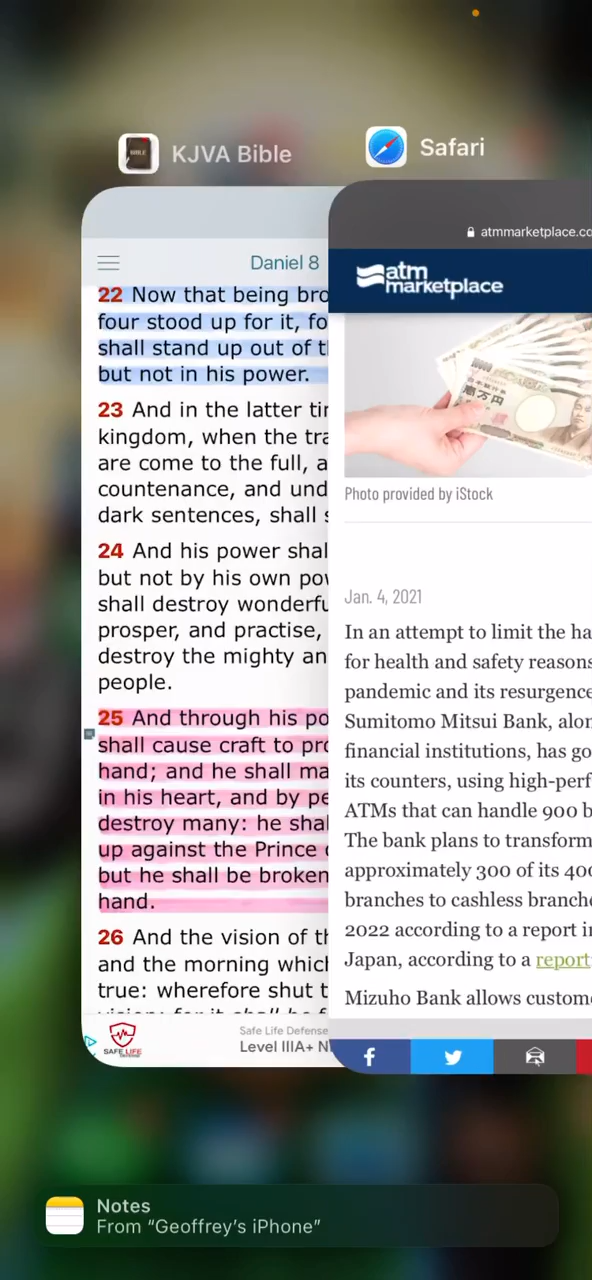 KJVA Bible
Safari
Daniel 8
22 Now that being bro
four stood up for it, fo
shall stand up out of t
but not in his power.
23 And in the latter tir
kingdom, when the tra
are come to the full, a
countenance, and und
dark sentences, shall s
24 And his power shal
but not by his own po
shall destroy wonderfu
prosper, and practise,
destroy the mighty an
people.
25 And through his po
shall cause craft to pro
hand; and he shall ma
in his heart, and by pe
destroy many: he shal
up against the Prince
but he shall be broken
hand.
26 And the vision of th
and the morning which
true: wherefore shut t
SAFE LIFE
DEFENSE
Safe Life Defense
Level IIIA+ N
atmmarketplace.co
atm
marketplace
Photo provided by iStock
Jan. 4, 2021
In an attempt to limit the ha
for health and safety reasons
pandemic and its resurgence
Sumitomo Mitsui Bank, alon
financial institutions, has go
its counters, using high-perf
ATMs that can handle 900 b
The bank plans to transform
approximately 300 of its 400
branches to cashless branche
2022 according to a report in
Japan, according to a report
Mizuho Bank allows custome
Notes
From “Geoffrey’s iPhone”